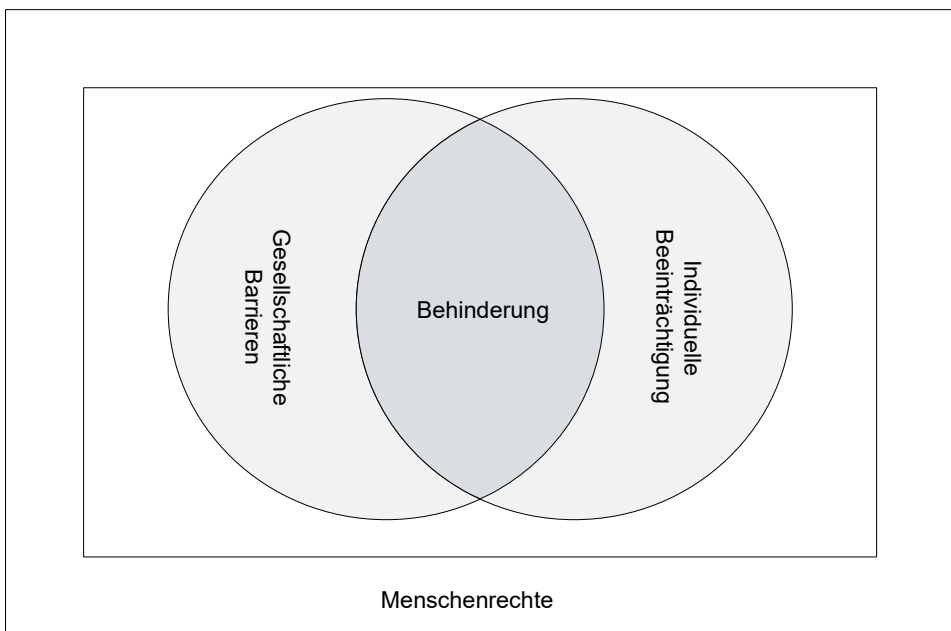 Gesellschaftliche
Barrieren
Behinderung
Individuelle
Beeinträchtigung
Menschenrechte